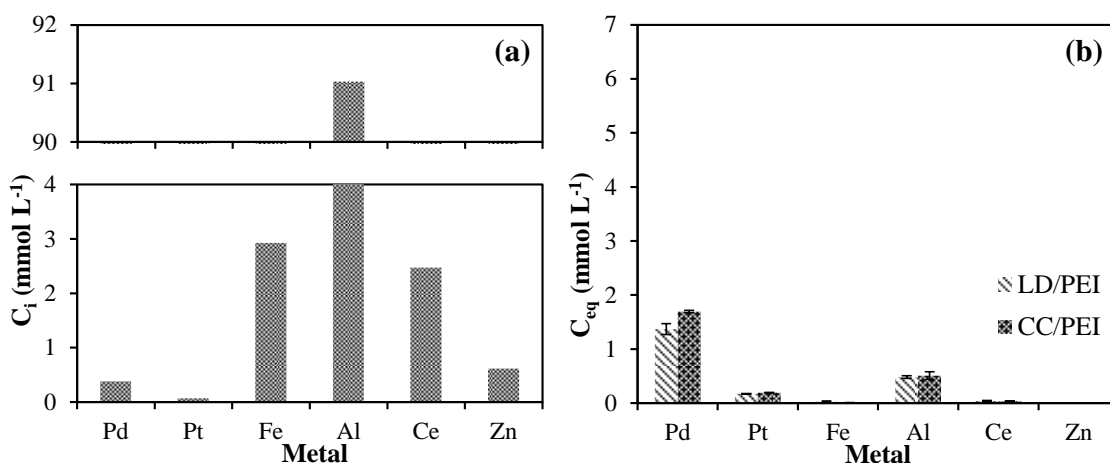 92
91
90
(a)
4
3
2
1
0
C_i (mmol L^-1)
Pd Pt Fe Al Ce Zn
Metal
7
6
5
4
3
2
1
0
(b)
C_eq (mmol L^-1)
LD/PEI
CC/PEI
Pd Pt Fe Al Ce Zn
Metal